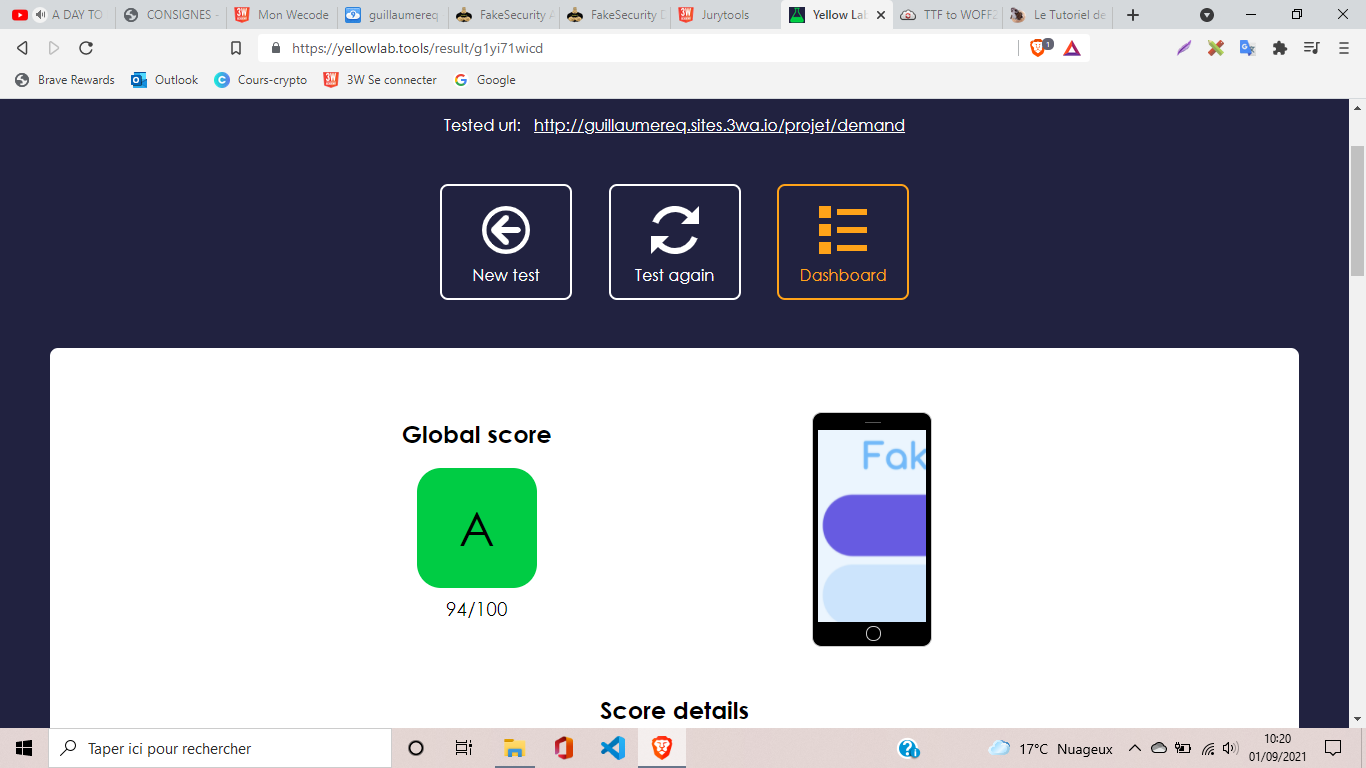 A DAY TO
CONSIGNES -
Mon Wecode
guillaumereq
FakeSecurity A
FakeSecurity D
Jurytools
Yellow Lab
TTF to WOFF2
Le Tutoriel de
https://yellowlab.tools/result/g1yi71wicd
1
Brave Rewards
Outlook
Cours-crypto
3W Se connecter
Google
Tested url: http://guillaumereq.sites.3wa.io/projet/demand
New test
Test again
Dashboard
Global score
A
94/100
Fak
Score details
Taper ici pour rechercher
17°C Nuageux
10:20
01/09/2021